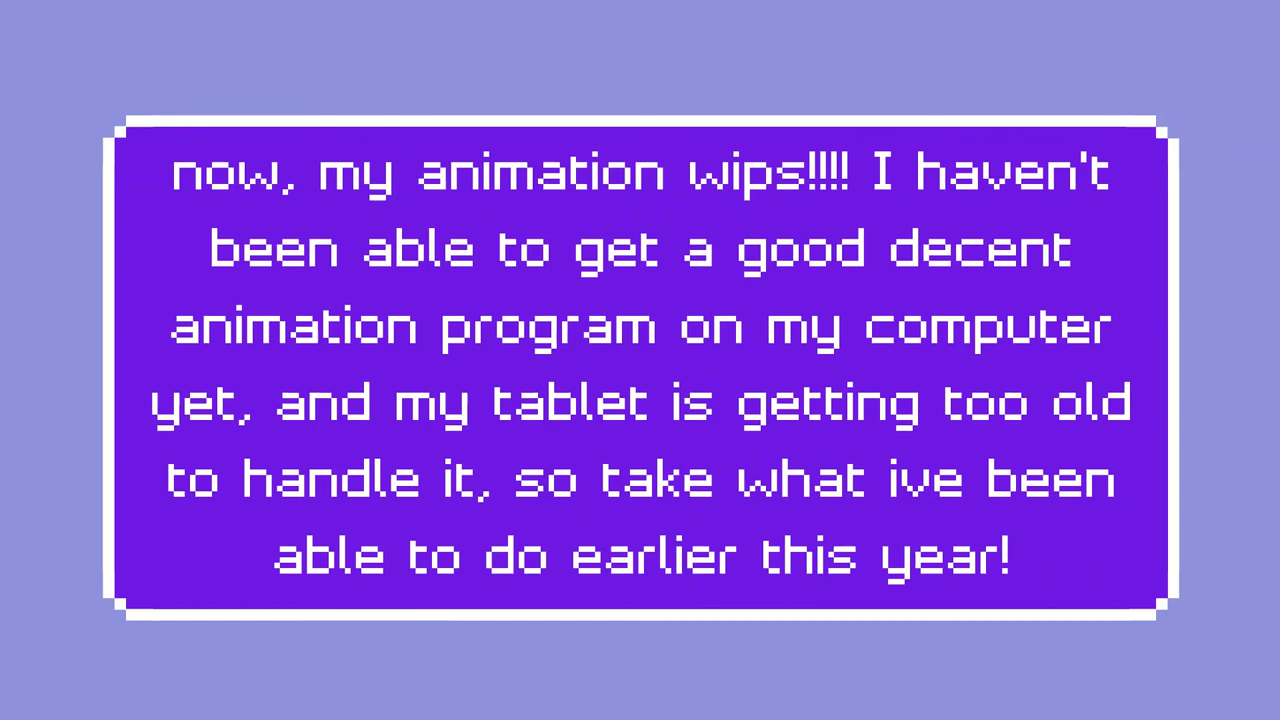 now, my animation wips!!!! I haven't
been able to get a good decent
animation program on my computer
yet, and my tablet is getting too old
to handle it, so take what ive been
able to do earlier this year!